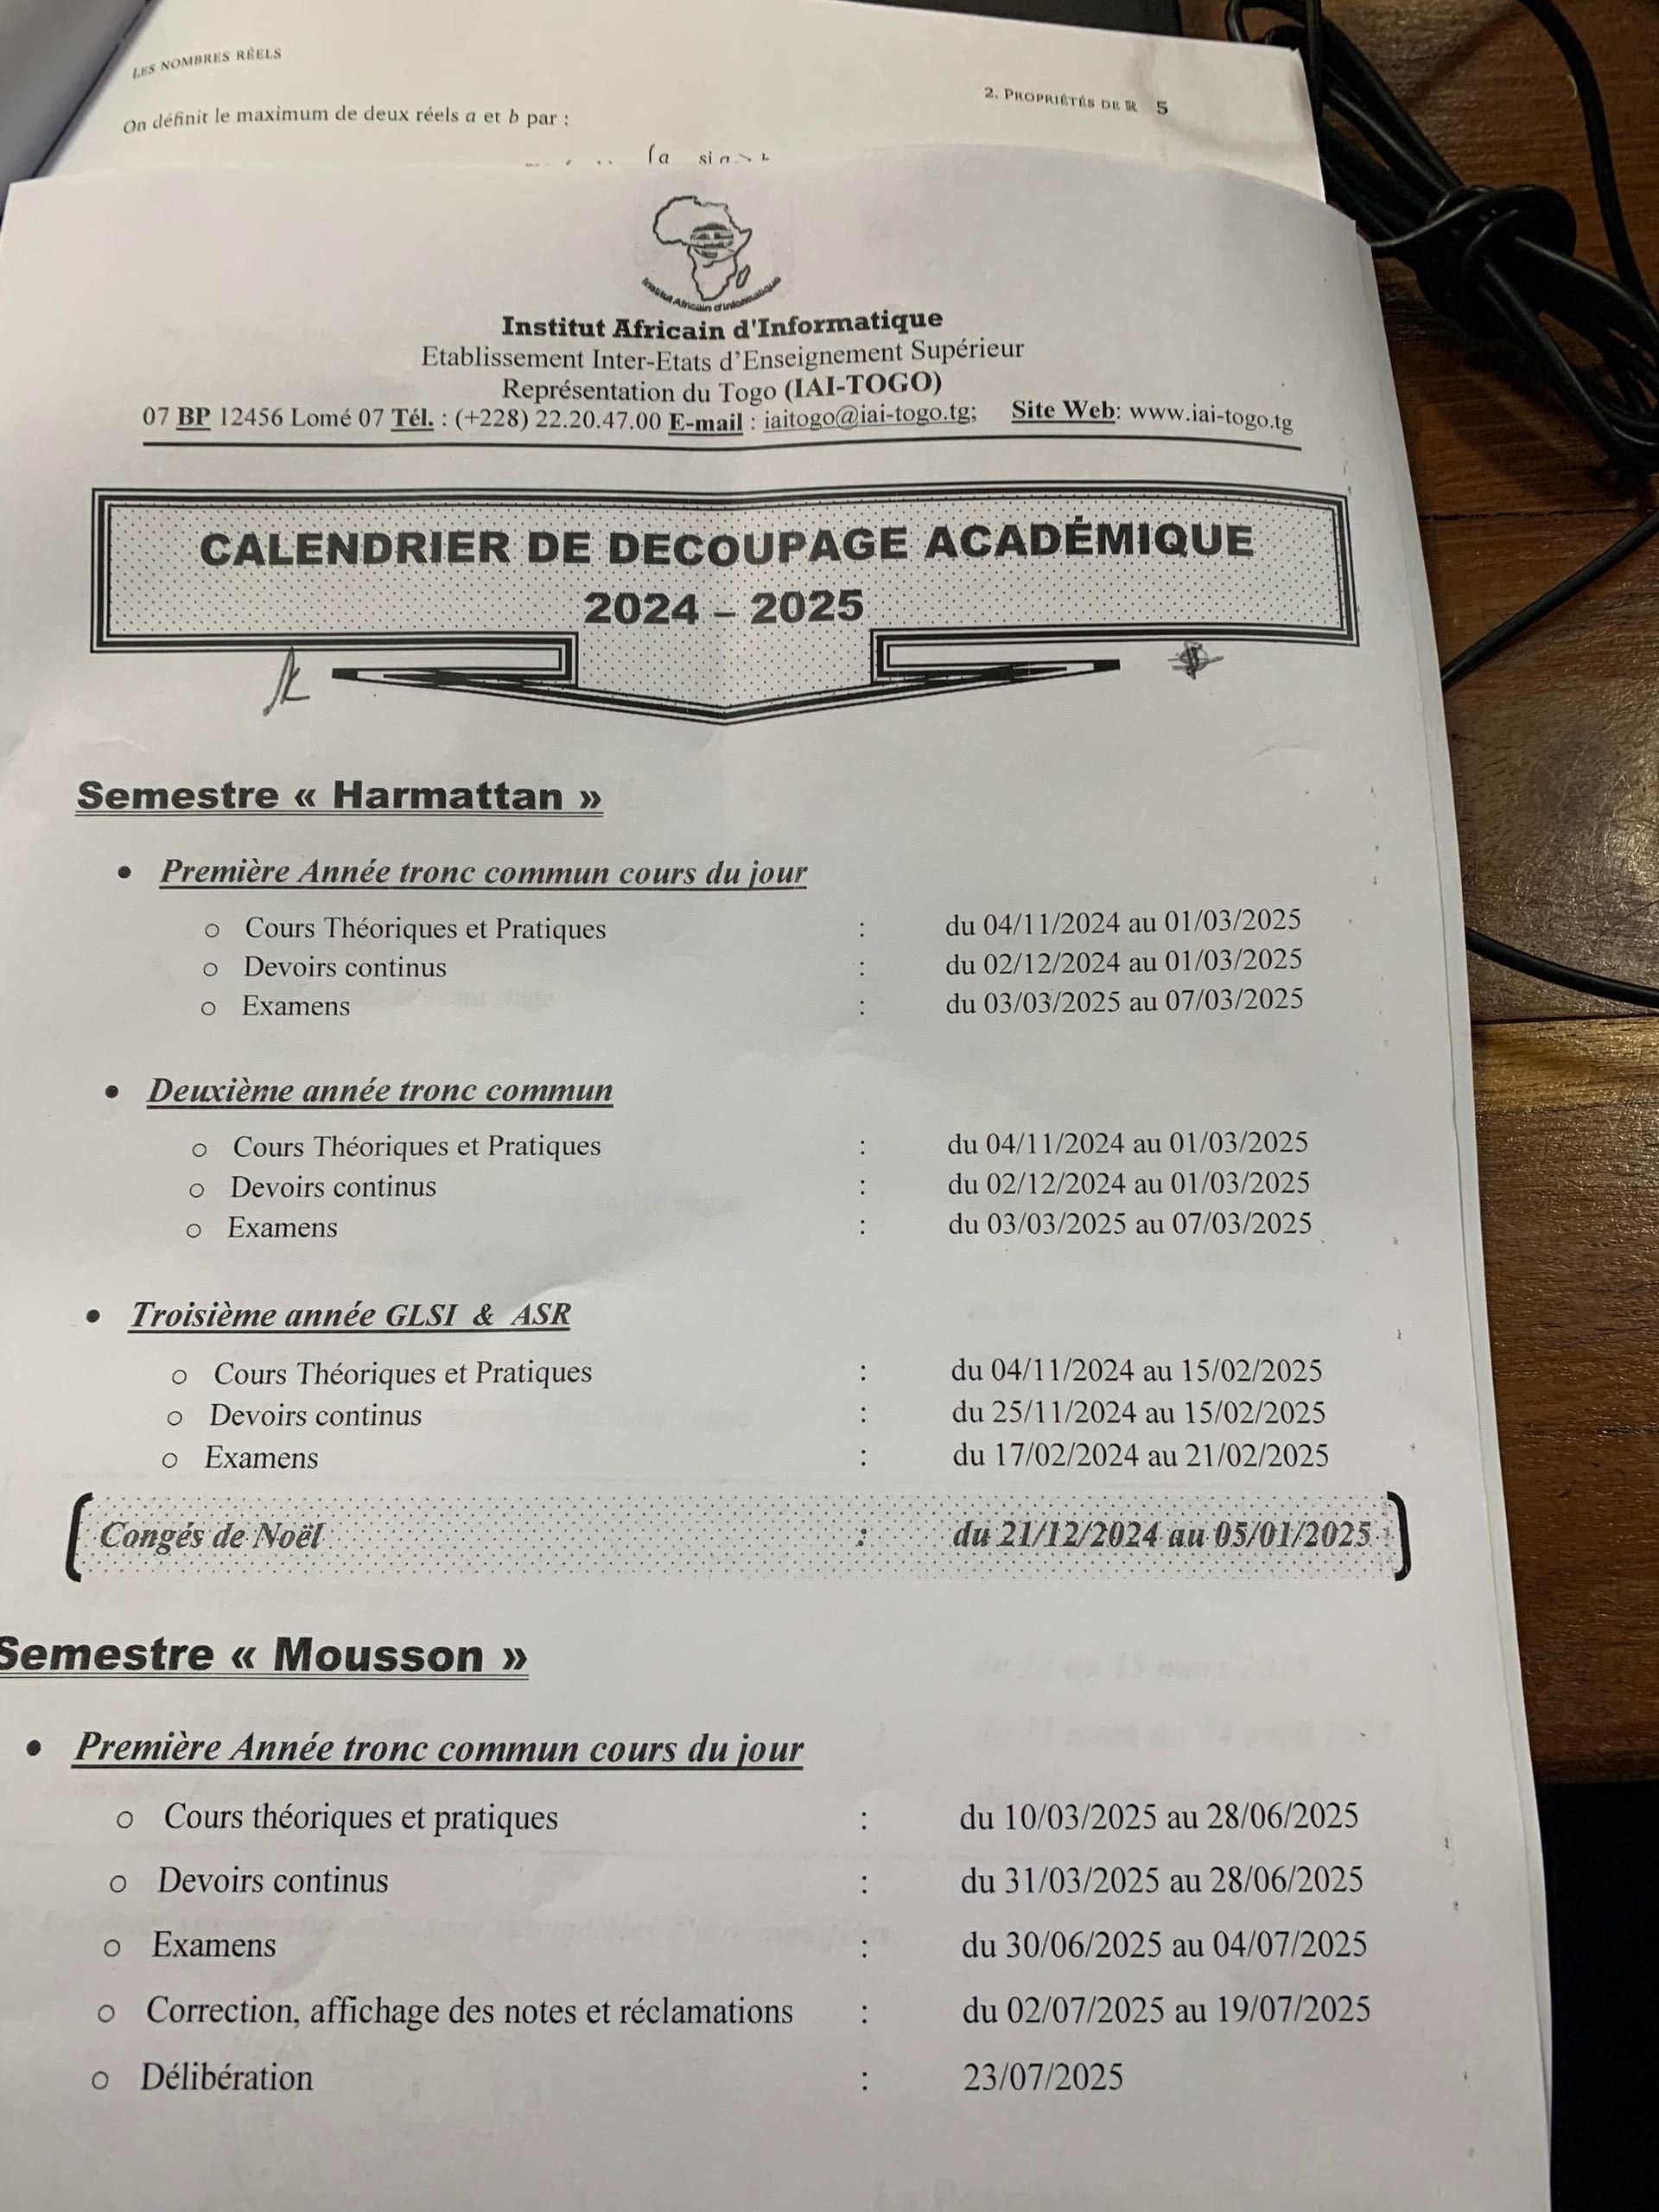 LES NOMBRES RÉELS
2. PROPRIÉTÉS DE ℝ 5
On définit le maximum de deux réels a et b par :
Institut Africain d'Informatique
Institut Africain d'Informatique
Etablissement Inter-Etats d'Enseignement Supérieur
Représentation du Togo (IAI-TOGO)
07 BP 12456 Lomé 07 Tél. : (+228) 22.20.47.00 E-mail : iaitogo@iai-togo.tg; Site Web: www.iai-togo.tg
CALENDRIER DE DECOUPAGE ACADÉMIQUE
2024 – 2025
Semestre « Harmattan »
• Première Année tronc commun cours du jour
o Cours Théoriques et Pratiques : du 04/11/2024 au 01/03/2025
o Devoirs continus : du 02/12/2024 au 01/03/2025
o Examens : du 03/03/2025 au 07/03/2025
• Deuxième année tronc commun
o Cours Théoriques et Pratiques : du 04/11/2024 au 01/03/2025
o Devoirs continus : du 02/12/2024 au 01/03/2025
o Examens : du 03/03/2025 au 07/03/2025
• Troisième année GLSI & ASR
o Cours Théoriques et Pratiques : du 04/11/2024 au 15/02/2025
o Devoirs continus : du 25/11/2024 au 15/02/2025
o Examens : du 17/02/2024 au 21/02/2025
Congés de Noël : du 21/12/2024 au 05/01/2025
Semestre « Mousson »
• Première Année tronc commun cours du jour
o Cours théoriques et pratiques : du 10/03/2025 au 28/06/2025
o Devoirs continus : du 31/03/2025 au 28/06/2025
o Examens : du 30/06/2025 au 04/07/2025
o Correction, affichage des notes et réclamations : du 02/07/2025 au 19/07/2025
o Délibération : 23/07/2025